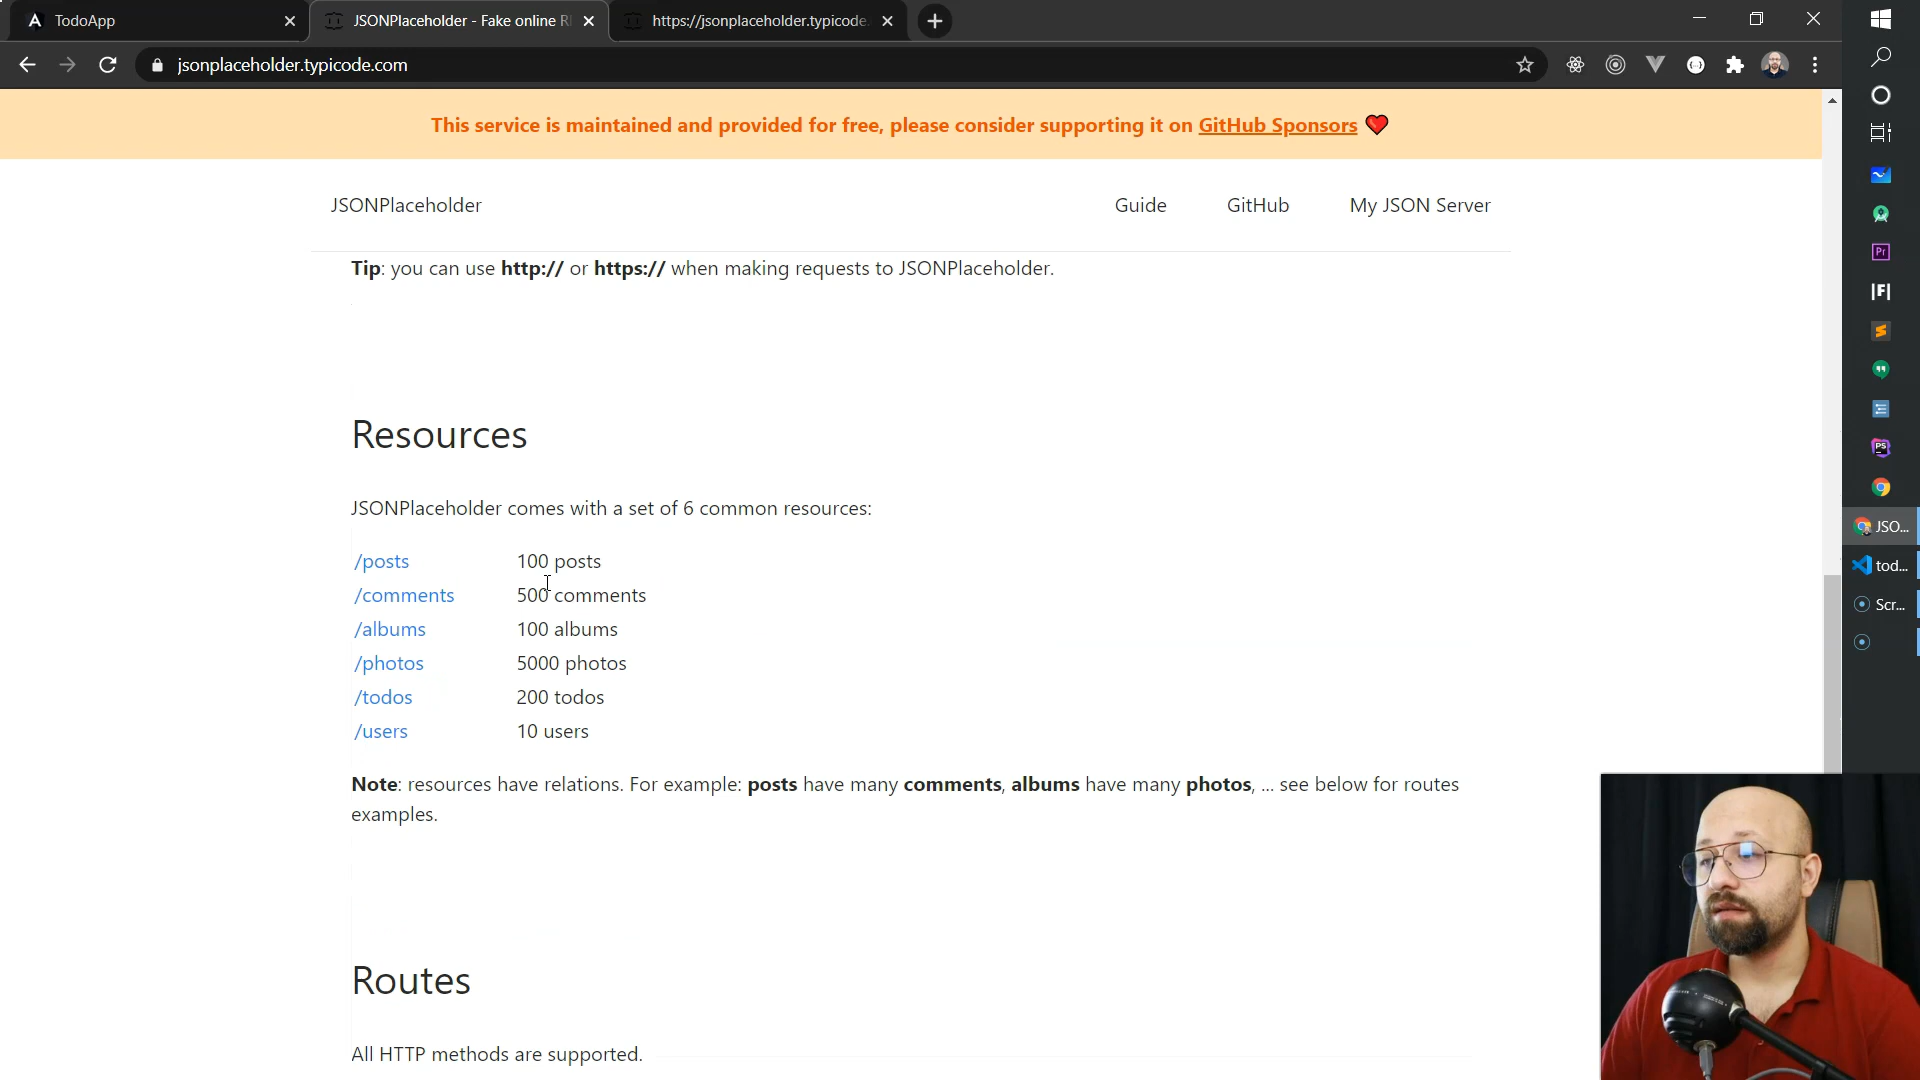 TodoApp
JSONPlaceholder - Fake online R
https://jsonplaceholder.typicode.
jsonplaceholder.typicode.com
This service is maintained and provided for free, please consider supporting it on GitHub Sponsors ❤
JSONPlaceholder
Guide
GitHub
My JSON Server
Tip: you can use http:// or https:// when making requests to JSONPlaceholder.
Resources
JSONPlaceholder comes with a set of 6 common resources:
/posts 100 posts
/comments 500 comments
/albums 100 albums
/photos 5000 photos
/todos 200 todos
/users 10 users
Note: resources have relations. For example: posts have many comments, albums have many photos, ... see below for routes
examples.
Routes
All HTTP methods are supported.
Pr
|F|
PS
JSO...
tod...
Scr...